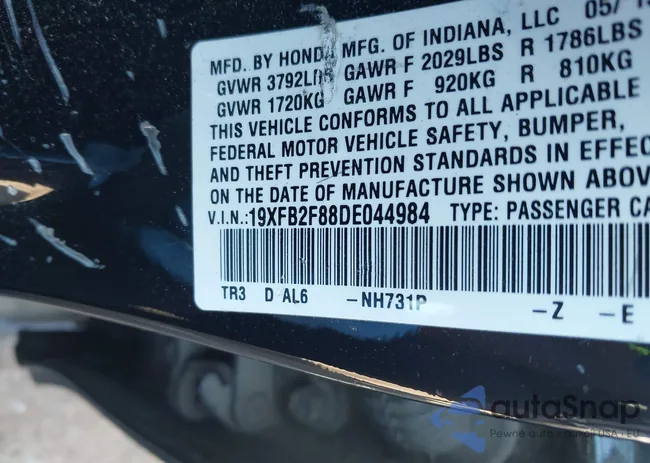 MFD. BY HONDA MFG. OF INDIANA, LLC 05/
GVWR 3792LBS GAWR F 2029LBS R 1786LBS
GVWR 1720KG GAWR F 920KG R 810KG
THIS VEHICLE CONFORMS TO ALL APPLICABLE
FEDERAL MOTOR VEHICLE SAFETY, BUMPER,
AND THEFT PREVENTION STANDARDS IN EFFEC
ON THE DATE OF MANUFACTURE SHOWN ABOV
V.I.N.:19XFB2F88DE044984 TYPE: PASSENGER CA
TR3 D AL6 -NH731P -Z -E
autoSnap